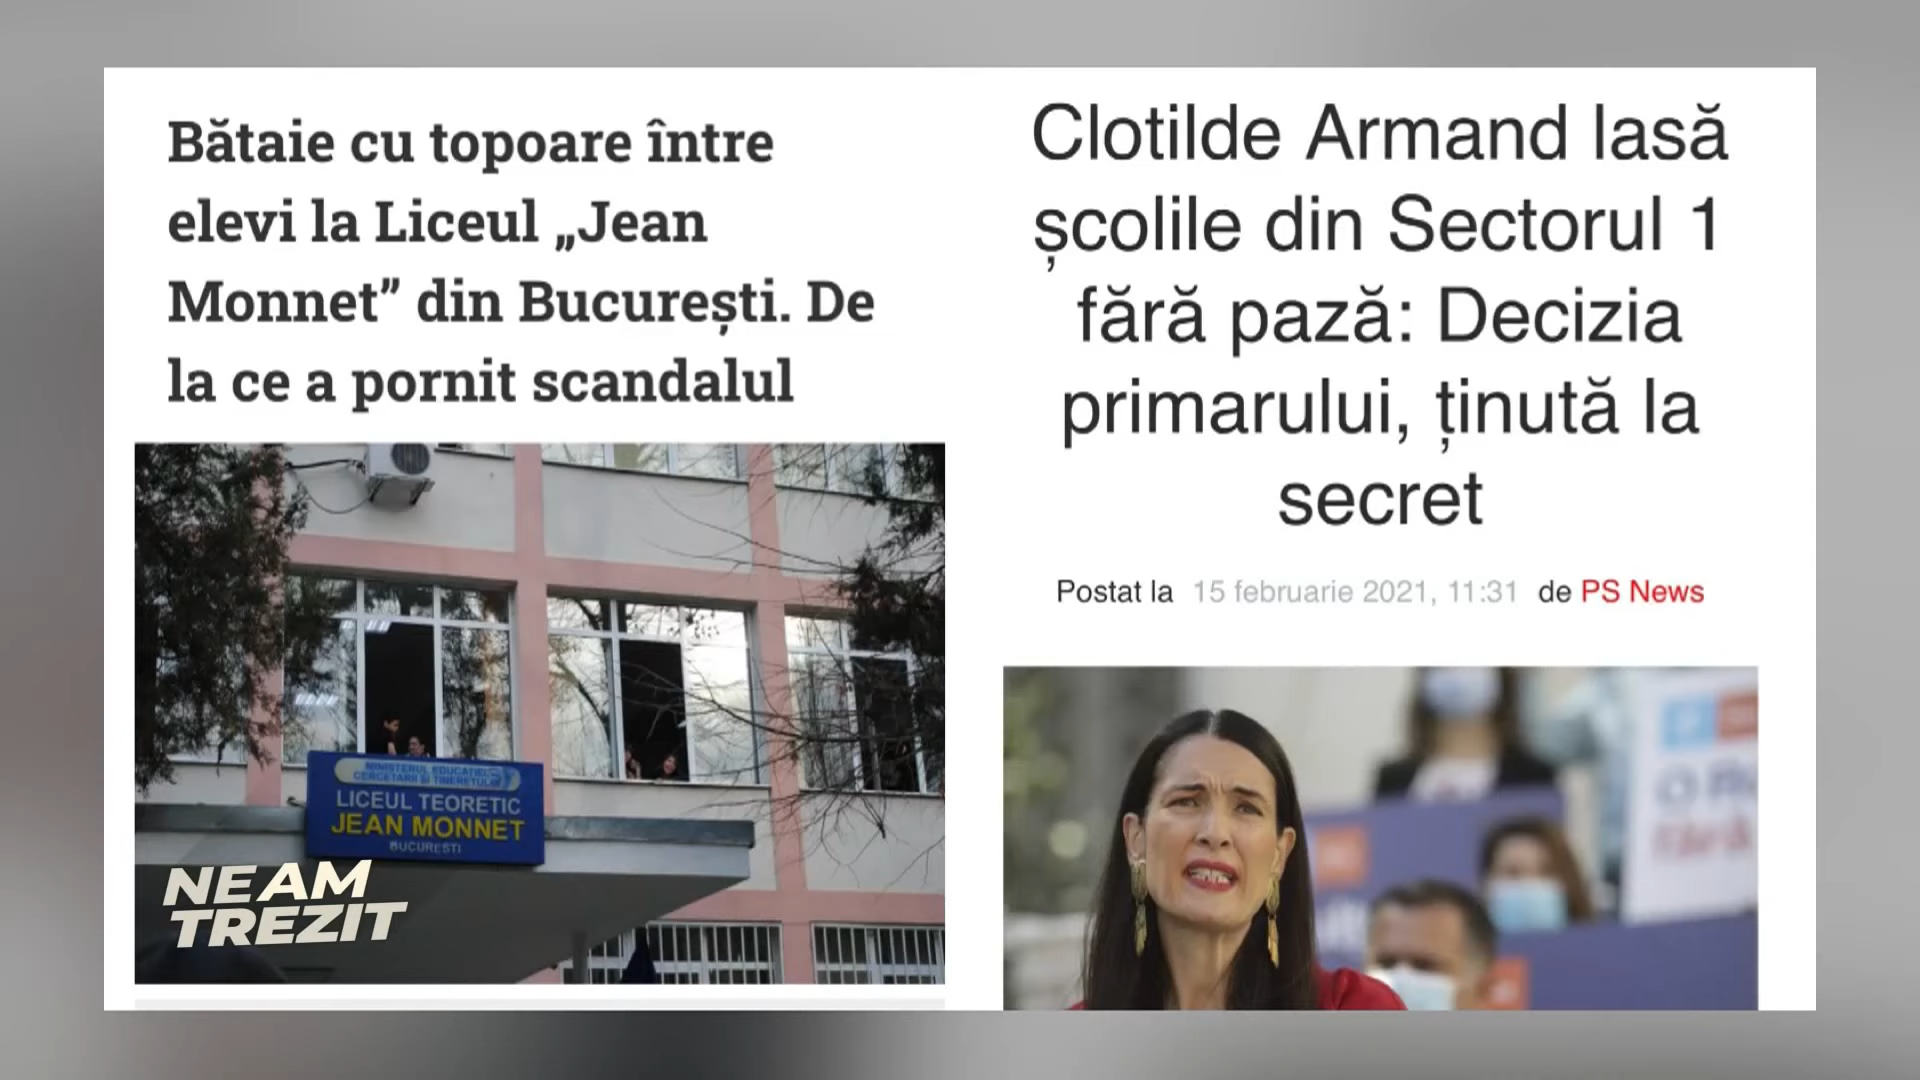 Bătaie cu topoare între
elevi la Liceul „Jean
Monnet” din București. De
la ce a pornit scandalul
MINISTERUL EDUCAȚIEI
CERCETĂRII ȘI TINERETULUI
LICEUL TEORETIC
JEAN MONNET
BUCUREȘTI
NEAM
TREZIT
Clotilde Armand lasă
școlile din Sectorul 1
fără pază: Decizia
primarului, ținută la
secret
Postat la 15 februarie 2021, 11:31 de PS News